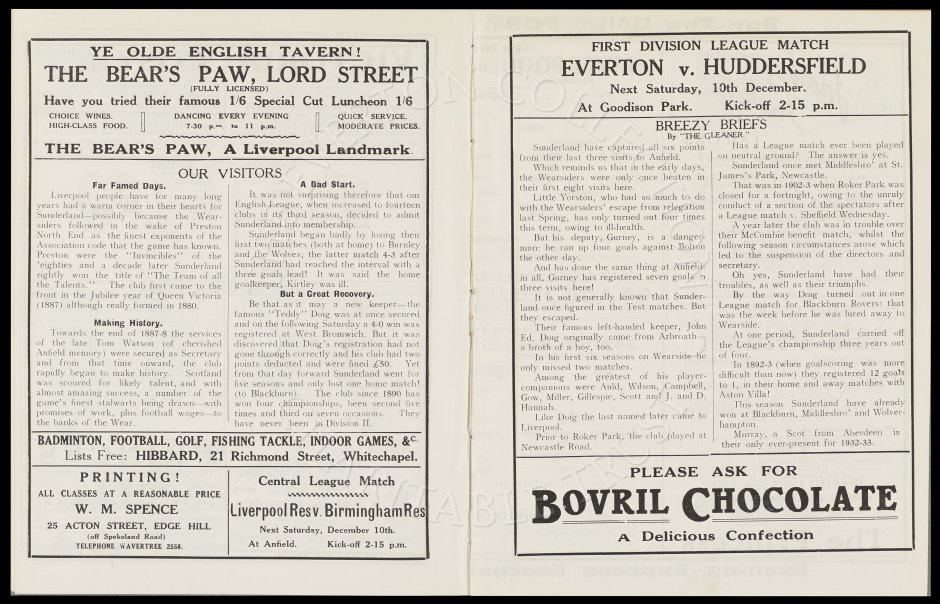 YE OLDE ENGLISH TAVERN!
THE BEAR'S PAW, LORD STREET
(FULLY LICENSED)
Have you tried their famous 1/6 Special Cut Luncheon 1/6
CHOICE WINES.
HIGH-CLASS FOOD.
DANCING EVERY EVENING
7-30 p.m. to 11 p.m.
QUICK SERVICE.
MODERATE PRICES.
THE BEAR'S PAW, A Liverpool Landmark
OUR VISITORS
Far Famed Days.
Liverpool people have for many long
years had a warm corner in their hearts for
Sunderland—possibly because the Wear-
siders followed in the wake of Preston
North End as the finest exponents of the
Association code that the game has known.
Preston were the "Invincibles" of the
'eighties and a decade later Sunderland
rightly won the title of "The Team of all
the Talents." The club first came to the
front in the Jubilee year of Queen Victoria
(1887) although really formed in 1880.
Making History.
Towards the end of 1887-8 the services
of the late Tom Watson (of cherished
Anfield memory) were secured as Secretary
and from that time onward, the club
rapidly began to make history. Scotland
was scoured for likely talent, and with
almost amazing success, a number of the
game's finest stalwarts being drawn—with
promises of work, plus football wages—to
the banks of the Wear.
A Bad Start.
It was not surprising therefore that our
English League, when increased to fourteen
clubs in its third season, decided to admit
Sunderland into membership.
Sunderland began badly by losing their
first two matches (both at home) to Burnley
and the Wolves; the latter match 4-3 after
Sunderland had reached the interval with a
three goals lead! It was said the home
goalkeeper, Kirtley was ill.
But a Great Recovery.
Be that as it may a new keeper—the
famous "Teddy" Doig was at once secured
and on the following Saturday a 4-0 win was
registered at West Bromwich. But it was
discovered that Doig's registration had not
gone through correctly and his club had two
points deducted and were fined £50. Yet
from that day forward Sunderland went for
five seasons and only lost one home match!
(to Blackburn). The club since 1890 has
won four championships, been second five
times and third on seven occasions. They
have never been in Division II.
BADMINTON, FOOTBALL, GOLF, FISHING TACKLE, INDOOR GAMES, &c.
Lists Free: HIBBARD, 21 Richmond Street, Whitechapel.
PRINTING!
ALL CLASSES AT A REASONABLE PRICE
W. M. SPENCE
25 ACTON STREET, EDGE HILL
(off Spekeland Road)
TELEPHONE WAVERTREE 2558.
Central League Match
Liverpool Res v. Birmingham Res
Next Saturday, December 10th.
At Anfield. Kick-off 2-15 p.m.
FIRST DIVISION LEAGUE MATCH
EVERTON v. HUDDERSFIELD
Next Saturday, 10th December.
At Goodison Park. Kick-off 2-15 p.m.
BREEZY BRIEFS
By "THE GLEANER"
Sunderland have captured all six points
from their last three visits to Anfield.
Which reminds us that in the early days,
the Wearsiders were only once beaten in
their first eight visits here.
Little Yorston, who had so much to do
with the Wearsiders' escape from relegation
last Spring, has only turned out four times
this term, owing to ill-health.
But his deputy, Gurney, is a danger-
man: he ran up four goals against Bolton
the other day.
And has done the same thing at Anfield:
in all, Gurney has registered seven goals in
three visits here!
It is not generally known that Sunder-
land once figured in the Test matches. But
they escaped.
Their famous left-handed keeper, John
Ed. Doig originally came from Arbroath—
a broth of a boy, too.
In his first six seasons on Wearside he
only missed two matches.
Among the greatest of his player-
companions were Auld, Wilson, Campbell,
Gow, Miller, Gillespie, Scott and J. and D.
Hannah.
Like Doig the last named later came to
Liverpool.
Prior to Roker Park, the club played at
Newcastle Road.
Has a League match ever been played
on neutral ground? The answer is yes.
Sunderland once met Middlesbro' at St.
James's Park, Newcastle.
That was in 1902-3 when Roker Park was
closed for a fortnight, owing to the unruly
conduct of a section of the spectators after
a League match v. Sheffield Wednesday.
A year later the club was in trouble over
their McCombie benefit match, whilst the
following season circumstances arose which
led to the suspension of the directors and
secretary.
Oh yes, Sunderland have had their
troubles, as well as their triumphs.
By the way Doig turned out in one
League match for Blackburn Rovers: that
was the week before he was lured away to
Wearside.
At one period, Sunderland carried off
the League's championship three years out
of four.
In 1892-3 (when goalscoring was more
difficult than now) they registered 12 goals
to 1, in their home and away matches with
Aston Villa!
This season Sunderland have already
won at Blackburn, Middlesbro' and Wolver-
hampton.
Murray, a Scot from Aberdeen is
their only ever-present for 1932-33.
PLEASE ASK FOR
BOVRIL CHOCOLATE
A Delicious Confection